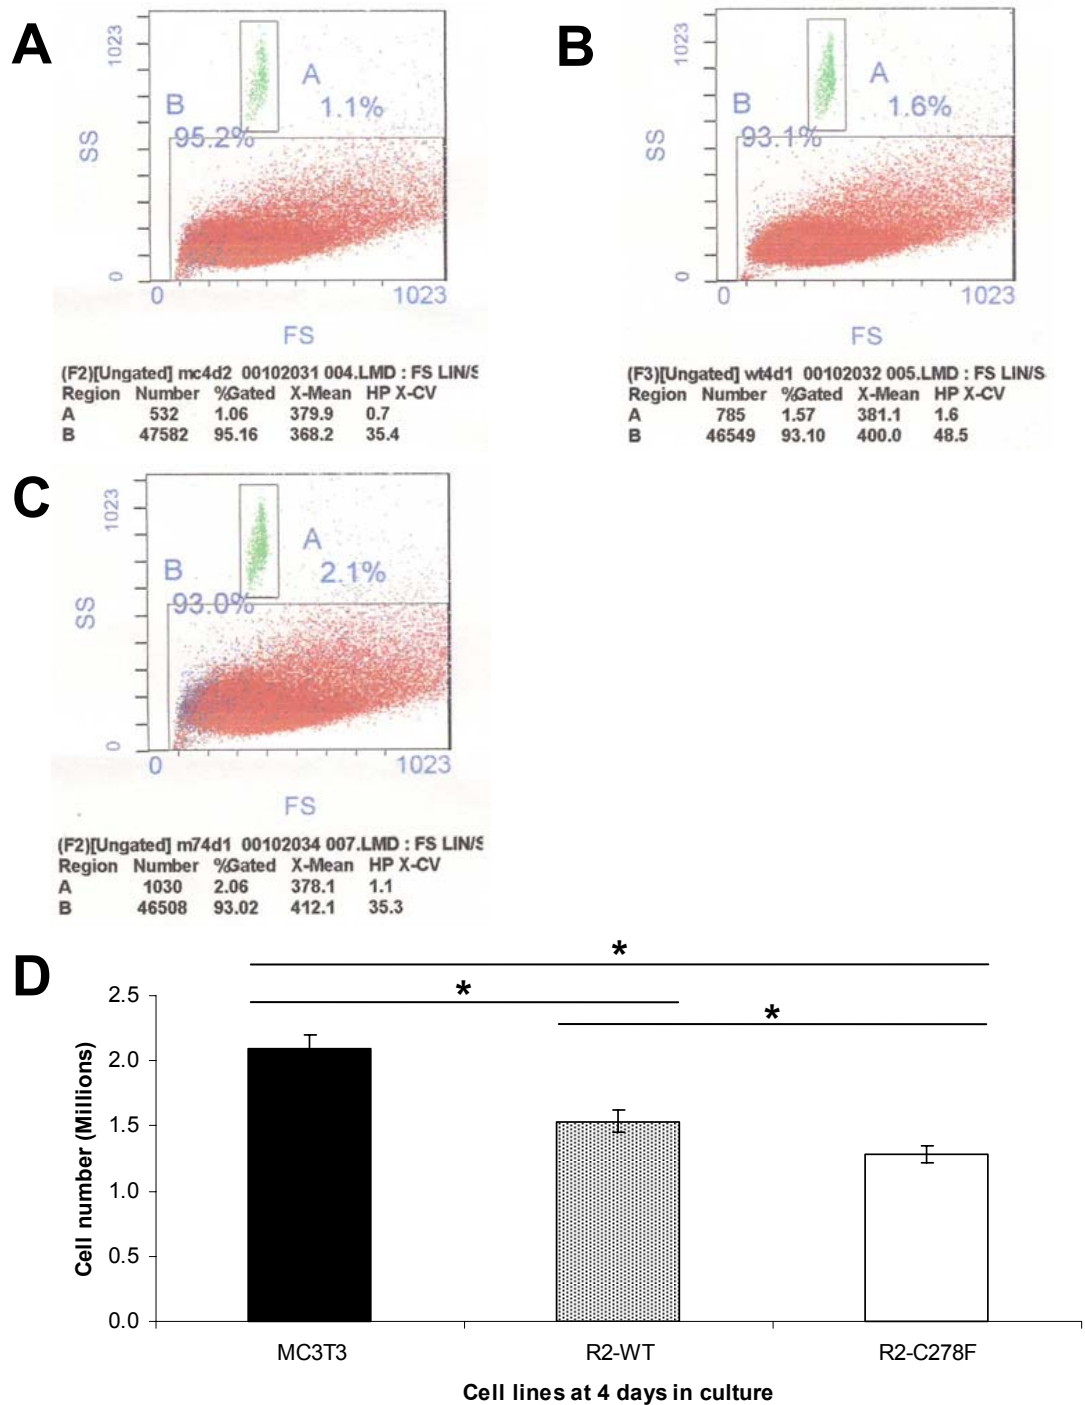 A
1023
A
1.1%
B
95.2%
SS
0
0
1023
FS
(F2)[Ungated] mc4d2 00102031 004.LMD : FS LIN/S
Region Number %Gated X-Mean HP X-CV
A 532 1.06 379.9 0.7
B 47582 95.16 368.2 35.4
B
1023
A
1.6%
B
93.1%
SS
0
0
1023
FS
(F3)[Ungated] wt4d1 00102032 005.LMD : FS LIN/S
Region Number %Gated X-Mean HP X-CV
A 785 1.57 381.1 1.6
B 46549 93.10 400.0 48.5
C
1023
A
2.1%
B
93.0%
SS
0
0
1023
FS
(F2)[Ungated] m74d1 00102034 007.LMD : FS LIN/S
Region Number %Gated X-Mean HP X-CV
A 1030 2.06 378.1 1.1
B 46508 93.02 412.1 35.3
D
*
*
*
2.5
2.0
1.5
1.0
0.5
0.0
Cell number (Millions)
MC3T3 R2-WT R2-C278F
Cell lines at 4 days in culture